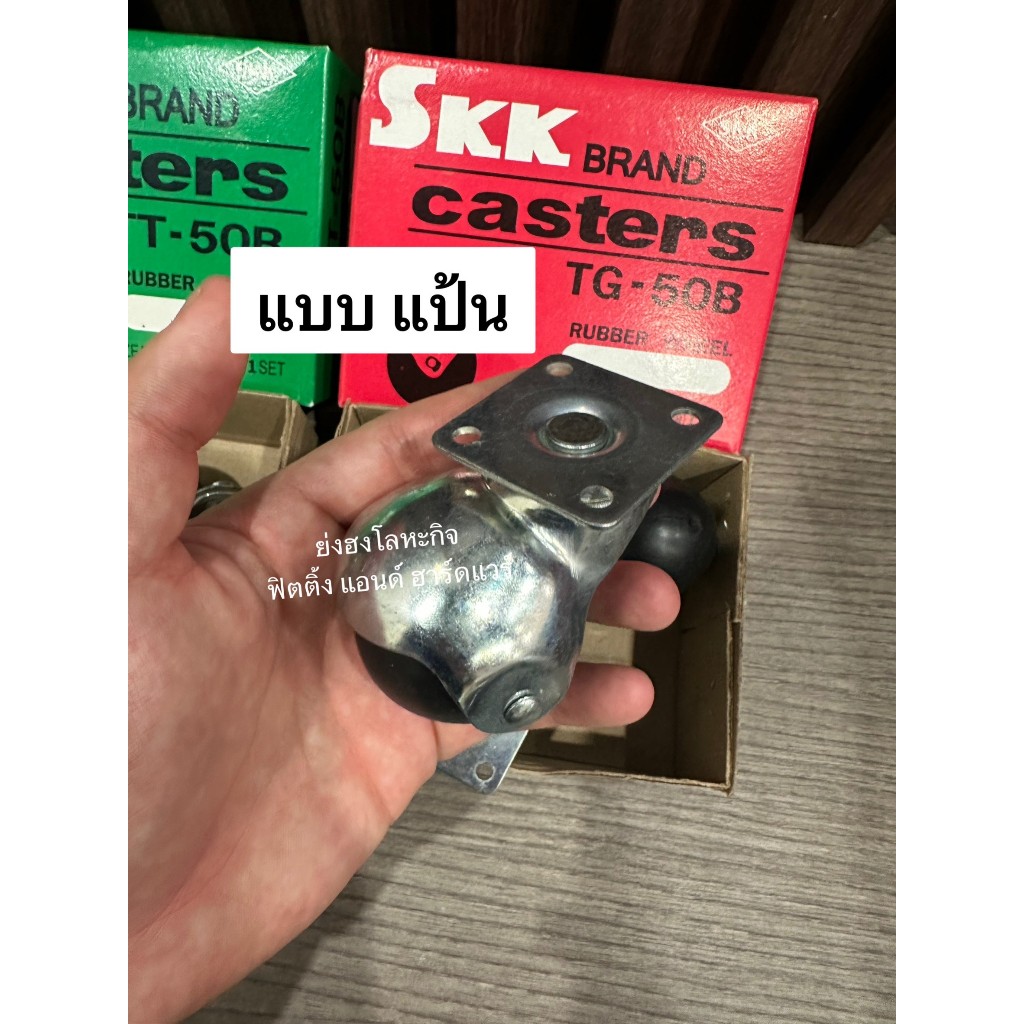 BRAND
ters
TT-50B
RUBBER
1 SET
SKK BRAND
casters
TG-50B
RUBBER WHEEL
แบบ แป้น
ย่งฮงโลหะกิจ
ฟิตติ้ง แอนด์ ฮาร์ดแวร์